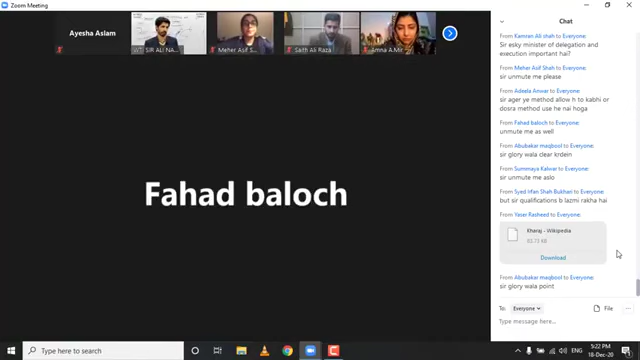 Zoom Meeting
Ayesha Aslam
WTI SIR ALI NA...
Meher Asif S...
Saith Ali Raza
Amna A.Mir
Fahad baloch
Chat
From Kamran Ali shah to Everyone:
Sir esky minister of delegation and
execution important hai?
From Meher Asif Shah to Everyone:
sir unmute me please
From Adeela Anwar to Everyone:
Sir ager ye method allow h to kabhi or
dosra method use he nai hoga
From Fahad baloch to Everyone:
unmute me as well
From Abubakar maqbool to Everyone:
sir glory wala clear krdein
From Summaya Kalwar to Everyone:
sir unmute me aslo
From Syed Irfan Shah Bukhari to Everyone:
but sir qualifications b lazmi rakha hai
From Yaser Rasheed to Everyone:
Kharaj - Wikipedia
82.73 KB
Download
From Abubakar maqbool to Everyone:
sir glory wala point
To: Everyone
File
Type message here...
Type here to search
ENG
5:22 PM
18-Dec-20